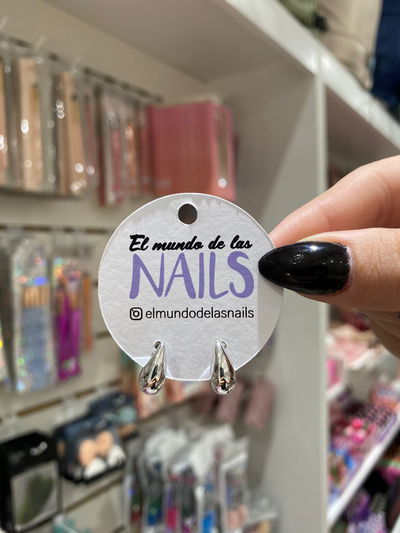 El mundo de las
NAILS
elmundodelasnails